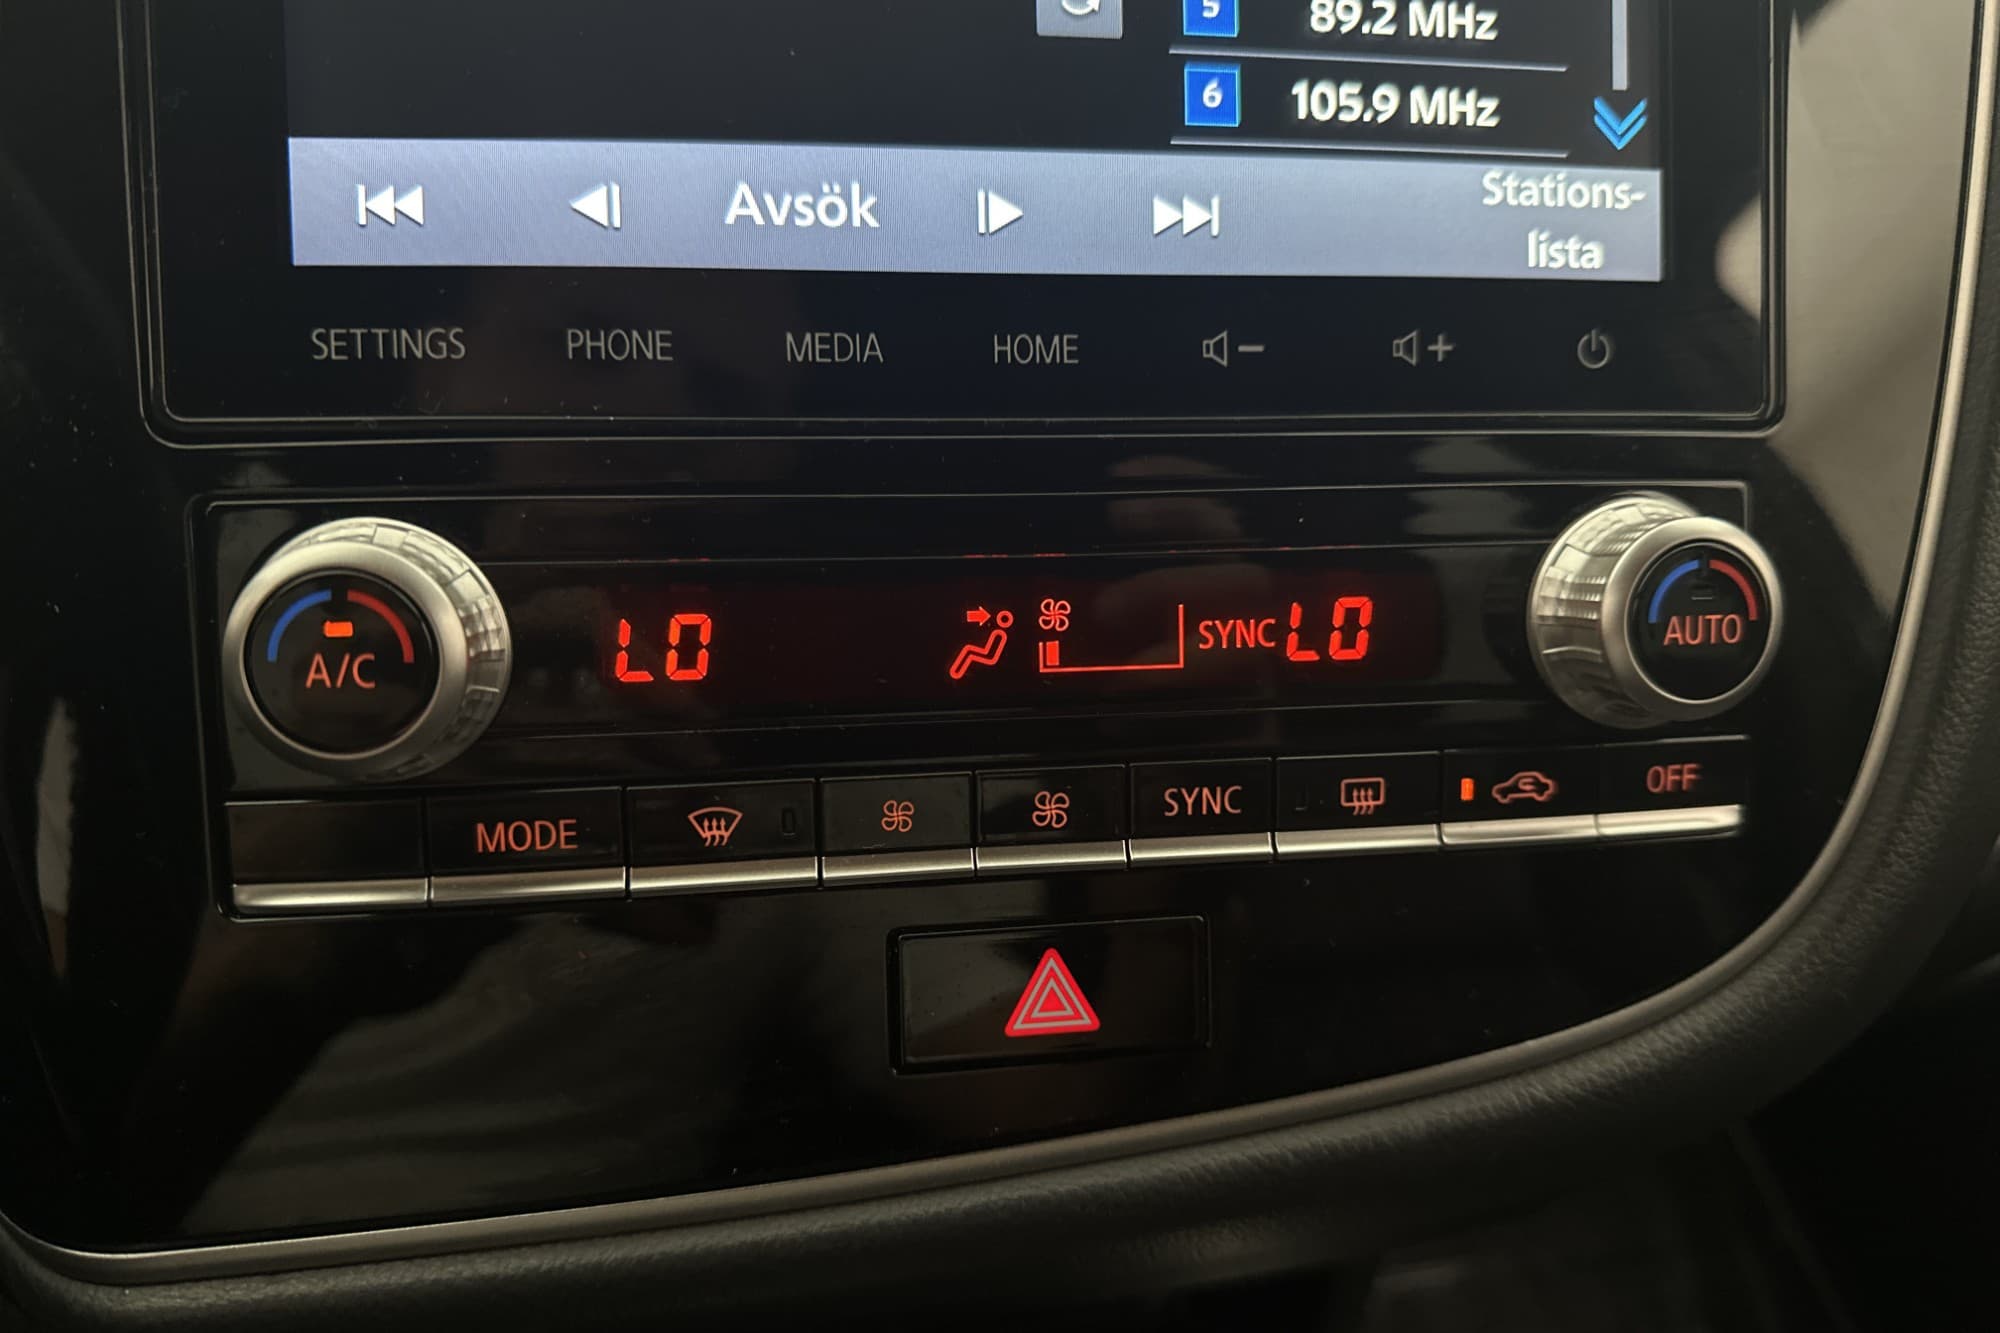 5 89.2 MHz
6 105.9 MHz
Avsök
Stations-
lista
SETTINGS PHONE MEDIA HOME
A/C LO SYNC LO AUTO
MODE SYNC OFF